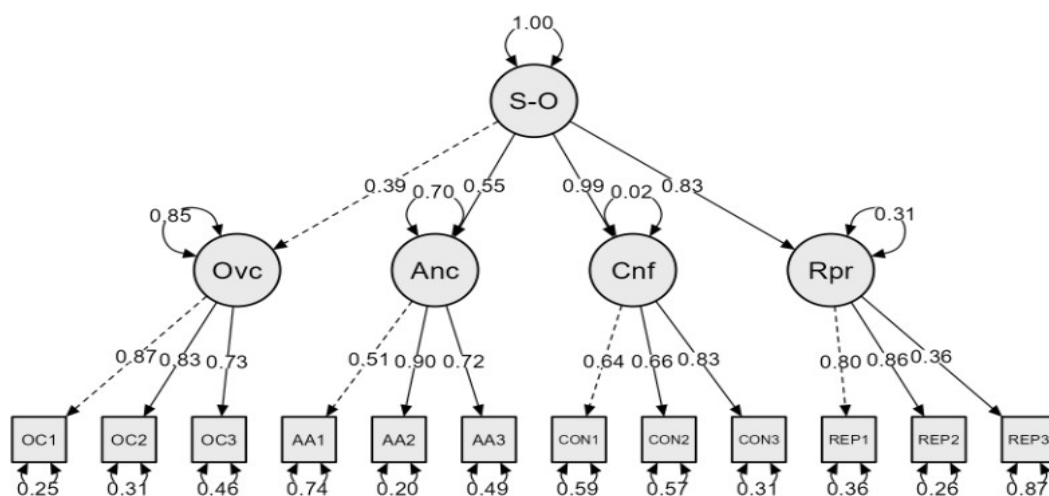 1.00
S-O
0.39 0.70 0.55 0.99 0.02 0.83
0.85 0.31
Ovc Anc Cnf Rpr
0.87 0.83 0.73 0.51 0.90 0.72 0.64 0.66 0.83 0.80 0.86 0.36
OC1 OC2 OC3 AA1 AA2 AA3 CON1 CON2 CON3 REP1 REP2 REP3
0.25 0.31 0.46 0.74 0.20 0.49 0.59 0.57 0.31 0.36 0.26 0.87